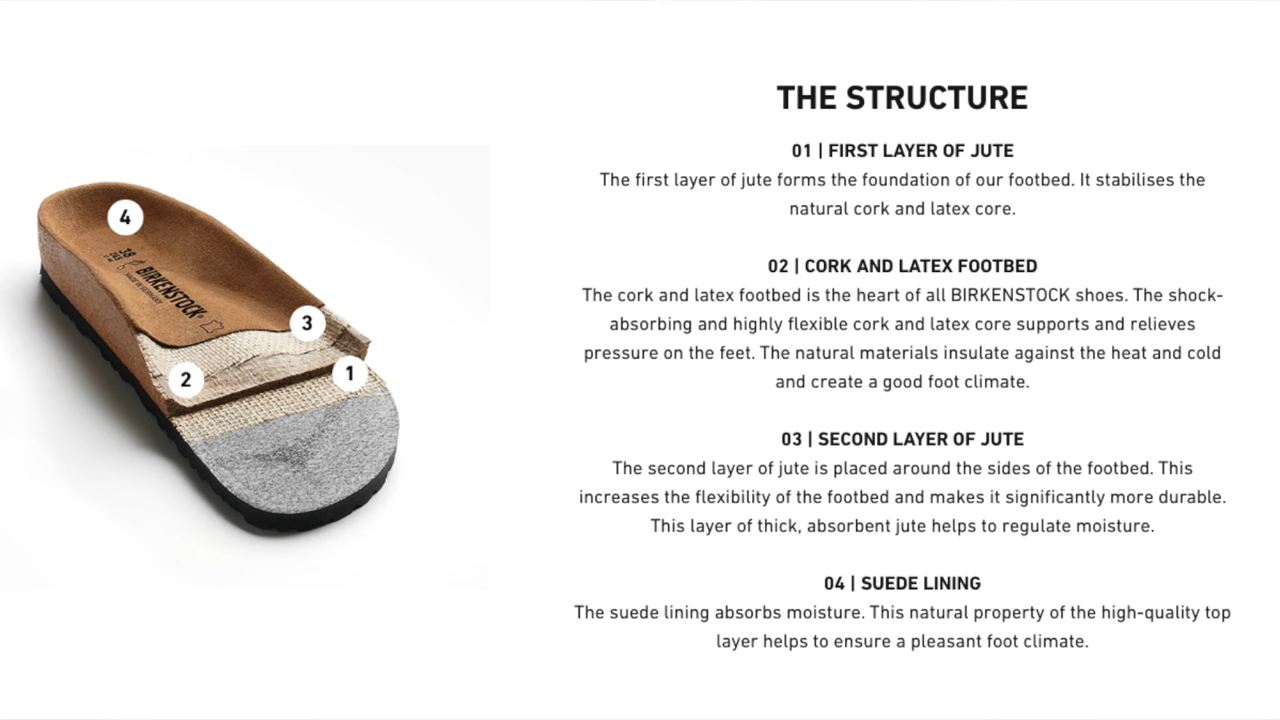 THE STRUCTURE
01 | FIRST LAYER OF JUTE
The first layer of jute forms the foundation of our footbed. It stabilises the
natural cork and latex core.
02 | CORK AND LATEX FOOTBED
The cork and latex footbed is the heart of all BIRKENSTOCK shoes. The shock-
absorbing and highly flexible cork and latex core supports and relieves
pressure on the feet. The natural materials insulate against the heat and cold
and create a good foot climate.
03 | SECOND LAYER OF JUTE
The second layer of jute is placed around the sides of the footbed. This
increases the flexibility of the footbed and makes it significantly more durable.
This layer of thick, absorbent jute helps to regulate moisture.
04 | SUEDE LINING
The suede lining absorbs moisture. This natural property of the high-quality top
layer helps to ensure a pleasant foot climate.
4
38
BIRKENSTOCK®
MADE IN GERMANY
3
2
1